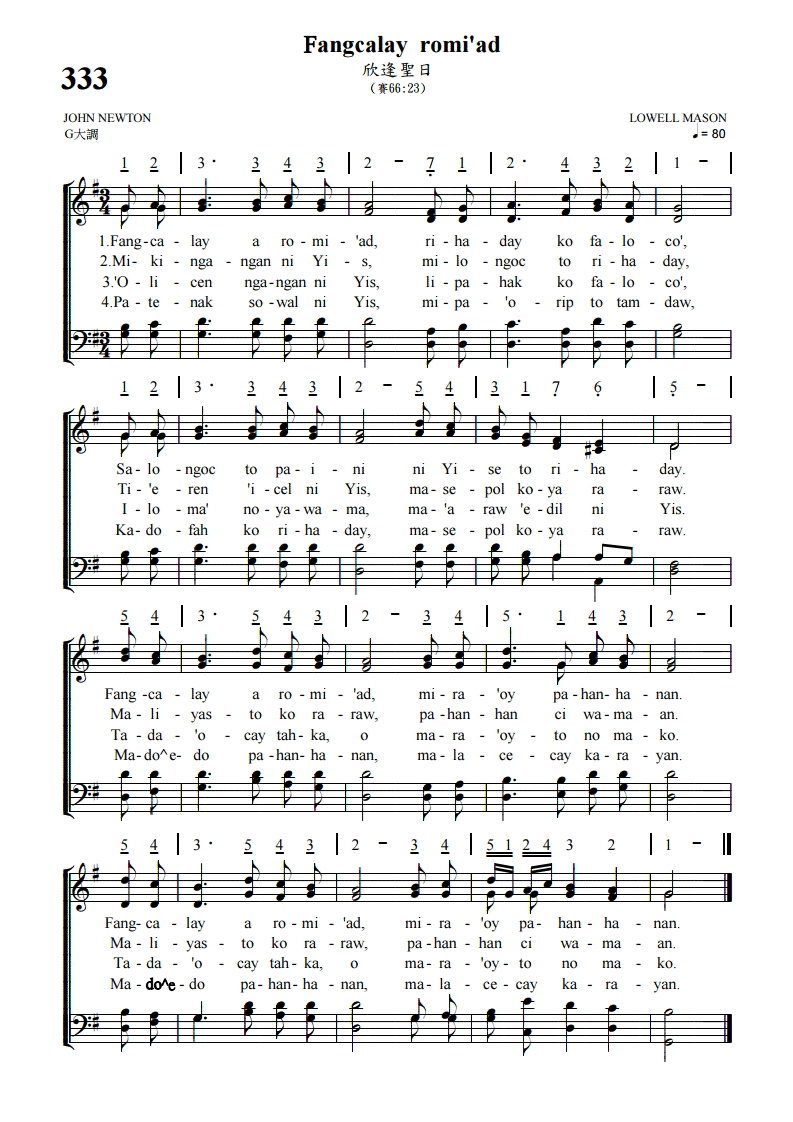 Fangcalay romi'ad
欣逢聖日
(賽66:23)
333
JOHN NEWTON LOWELL MASON
G大調 ♩= 80
1 2 | 3 · 3 4 3 | 2 - 7 1 | 2 · 4 3 2 | 1 - |
1.Fang-ca - lay a ro - mi - 'ad, ri - ha - day ko fa - lo - co',
2.Mi - ki - nga - ngan ni Yi - s, mi - lo - ngoc to ri - ha - day,
3.'O - li - cen nga-ngan ni Yis, li - pa - hak ko fa - lo - co',
4.Pa - te - nak so - wal ni Yis, mi - pa - 'o - rip to tam - daw,
1 2 | 3 · 3 4 3 | 2 - 5 4 | 3 1 7 6 | 5 - |
Sa - lo - ngoc to pa - i - ni ni Yi - se to ri - ha - day.
Ti - 'e - ren 'i - cel ni Yis, ma - se - pol ko - ya ra - raw.
I - lo - ma' no - ya - wa - ma, ma - 'a - raw 'e - dil ni Yis.
Ka - do - fah ko ri - ha - day, ma - se - pol ko - ya ra - raw.
5 4 | 3 · 5 4 3 | 2 - 3 4 | 5 · 1 4 3 | 2 - |
Fang - ca - lay a ro - mi - 'ad, mi - ra - 'oy pa - han - ha - nan.
Ma - li - yas - to ko ra - raw, pa - han - han ci wa - ma - an.
Ta - da - 'o - cay tah - ka, o ma - ra - 'oy - to no ma - ko.
Ma - do^e- do pa - han - ha - nan, ma - la - ce - cay ka - ra - yan.
5 4 | 3 · 5 4 3 | 2 - 3 4 | 5 1 2 4 3 2 | 1 - ||
Fang - ca - lay a ro - mi - 'ad, mi - ra - 'oy pa - han - ha - nan.
Ma - li - yas - to ko ra - raw, pa - han - han ci wa - ma - an.
Ta - da - 'o - cay tah - ka, o ma - ra - 'oy - to no ma - ko.
Ma - do^e - do pa - han - ha - nan, ma - la - ce - cay ka - ra - yan.